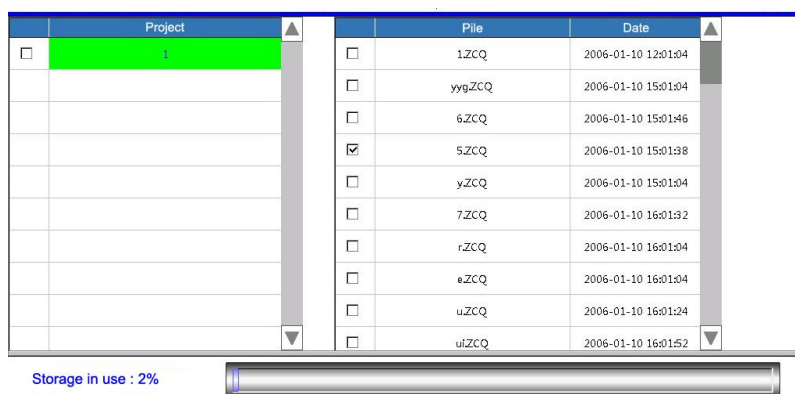 Project
1
Pile Date
1.ZCQ 2006-01-10 12:01:04
yyg.ZCQ 2006-01-10 15:01:04
6.ZCQ 2006-01-10 15:01:46
5.ZCQ 2006-01-10 15:01:38
y.ZCQ 2006-01-10 15:01:04
7.ZCQ 2006-01-10 16:01:32
r.ZCQ 2006-01-10 16:01:04
e.ZCQ 2006-01-10 16:01:04
u.ZCQ 2006-01-10 16:01:24
ui.ZCQ 2006-01-10 16:01:52
Storage in use : 2%